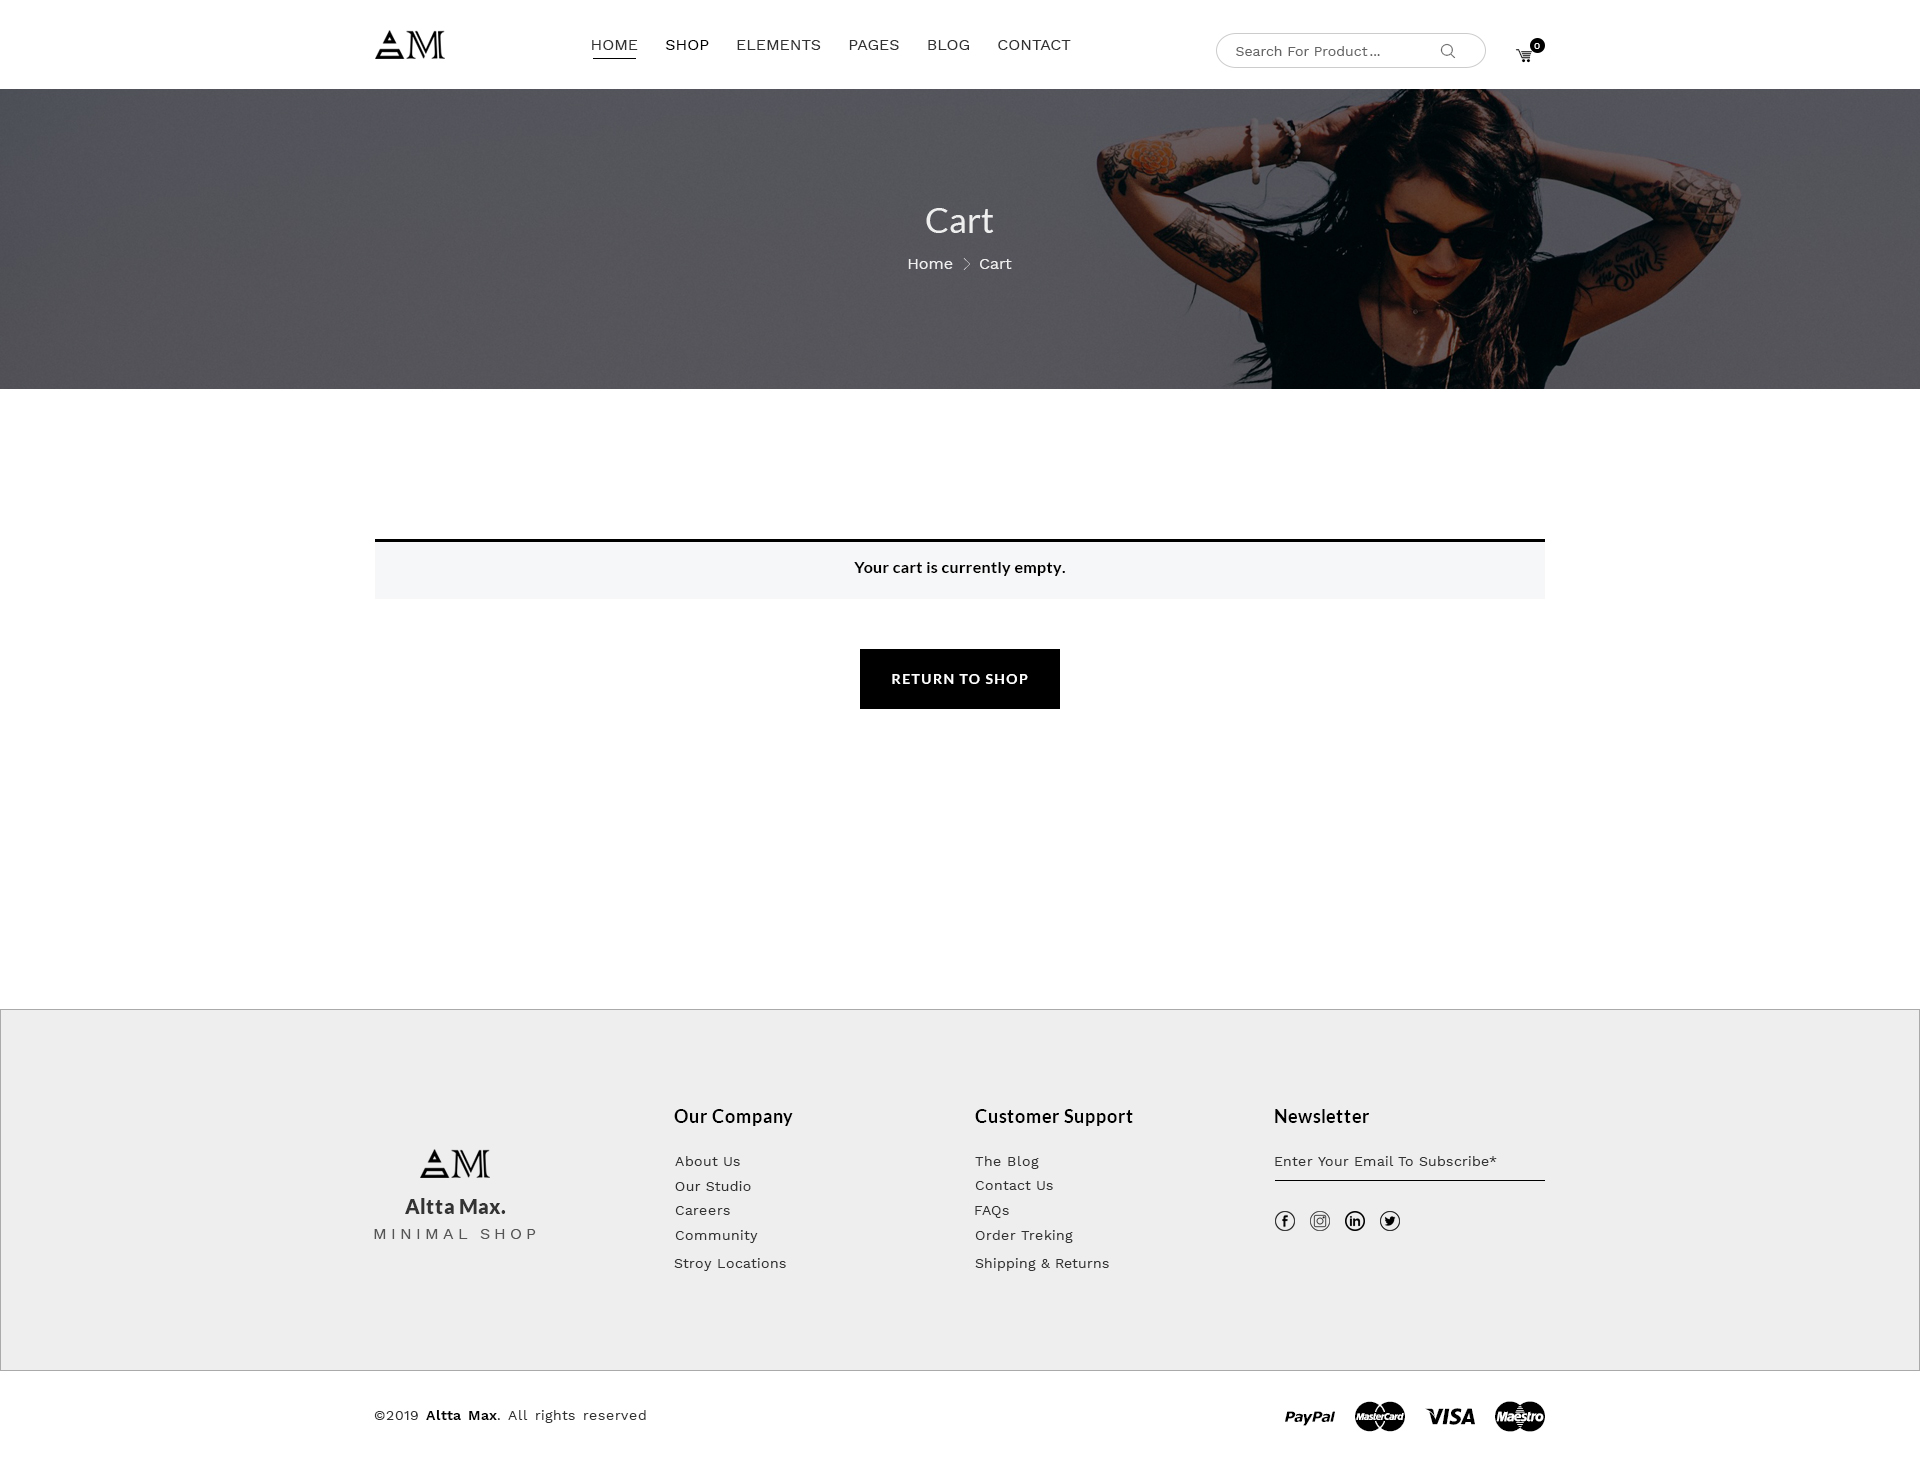 AM
HOME SHOP ELEMENTS PAGES BLOG CONTACT
Search For Product...
0
Cart
Home > Cart
the Sun
Your cart is currently empty.
RETURN TO SHOP
AM
Altta Max.
MINIMAL SHOP
Our Company
About Us
Our Studio
Careers
Community
Stroy Locations
Customer Support
The Blog
Contact Us
FAQs
Order Treking
Shipping & Returns
Newsletter
Enter Your Email To Subscribe*
f
in
©2019 Altta Max. All rights reserved
PayPal MasterCard VISA Maestro